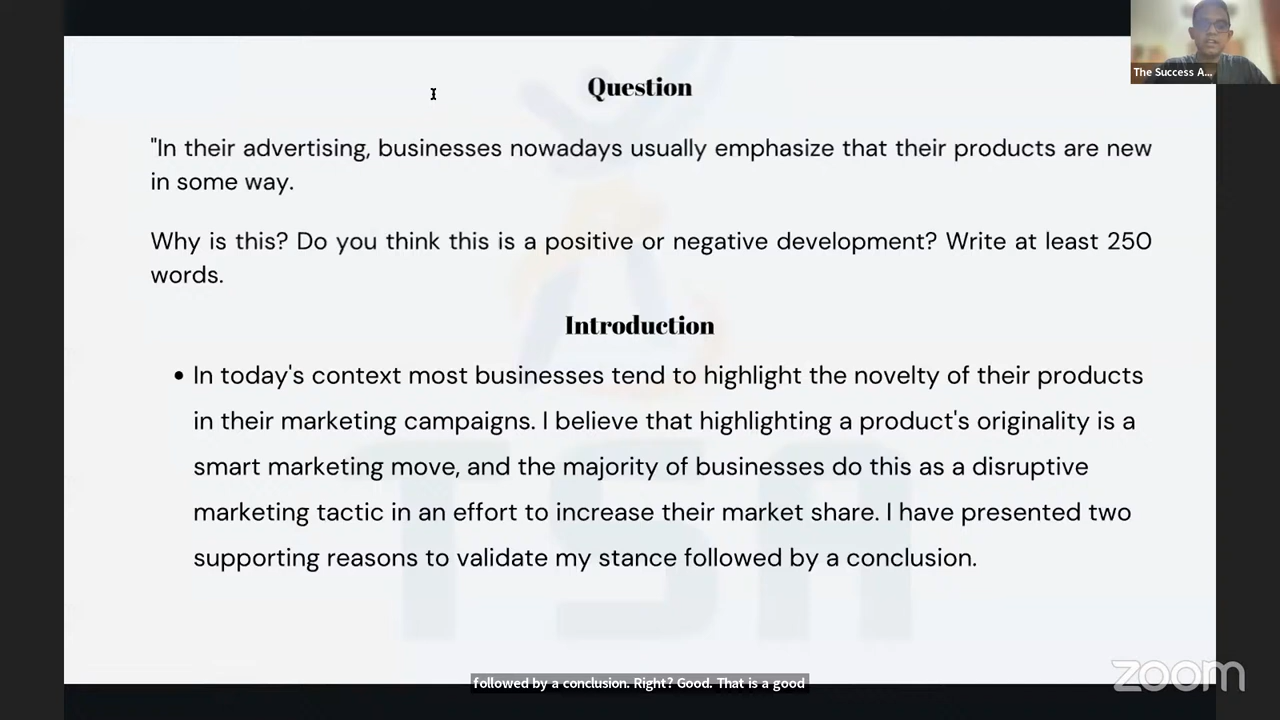 The Success A...
Question
"In their advertising, businesses nowadays usually emphasize that their products are new
in some way.
Why is this? Do you think this is a positive or negative development? Write at least 250
words.
Introduction
• In today's context most businesses tend to highlight the novelty of their products
in their marketing campaigns. I believe that highlighting a product's originality is a
smart marketing move, and the majority of businesses do this as a disruptive
marketing tactic in an effort to increase their market share. I have presented two
supporting reasons to validate my stance followed by a conclusion.
TSA
zoom
followed by a conclusion. Right? Good. That is a good